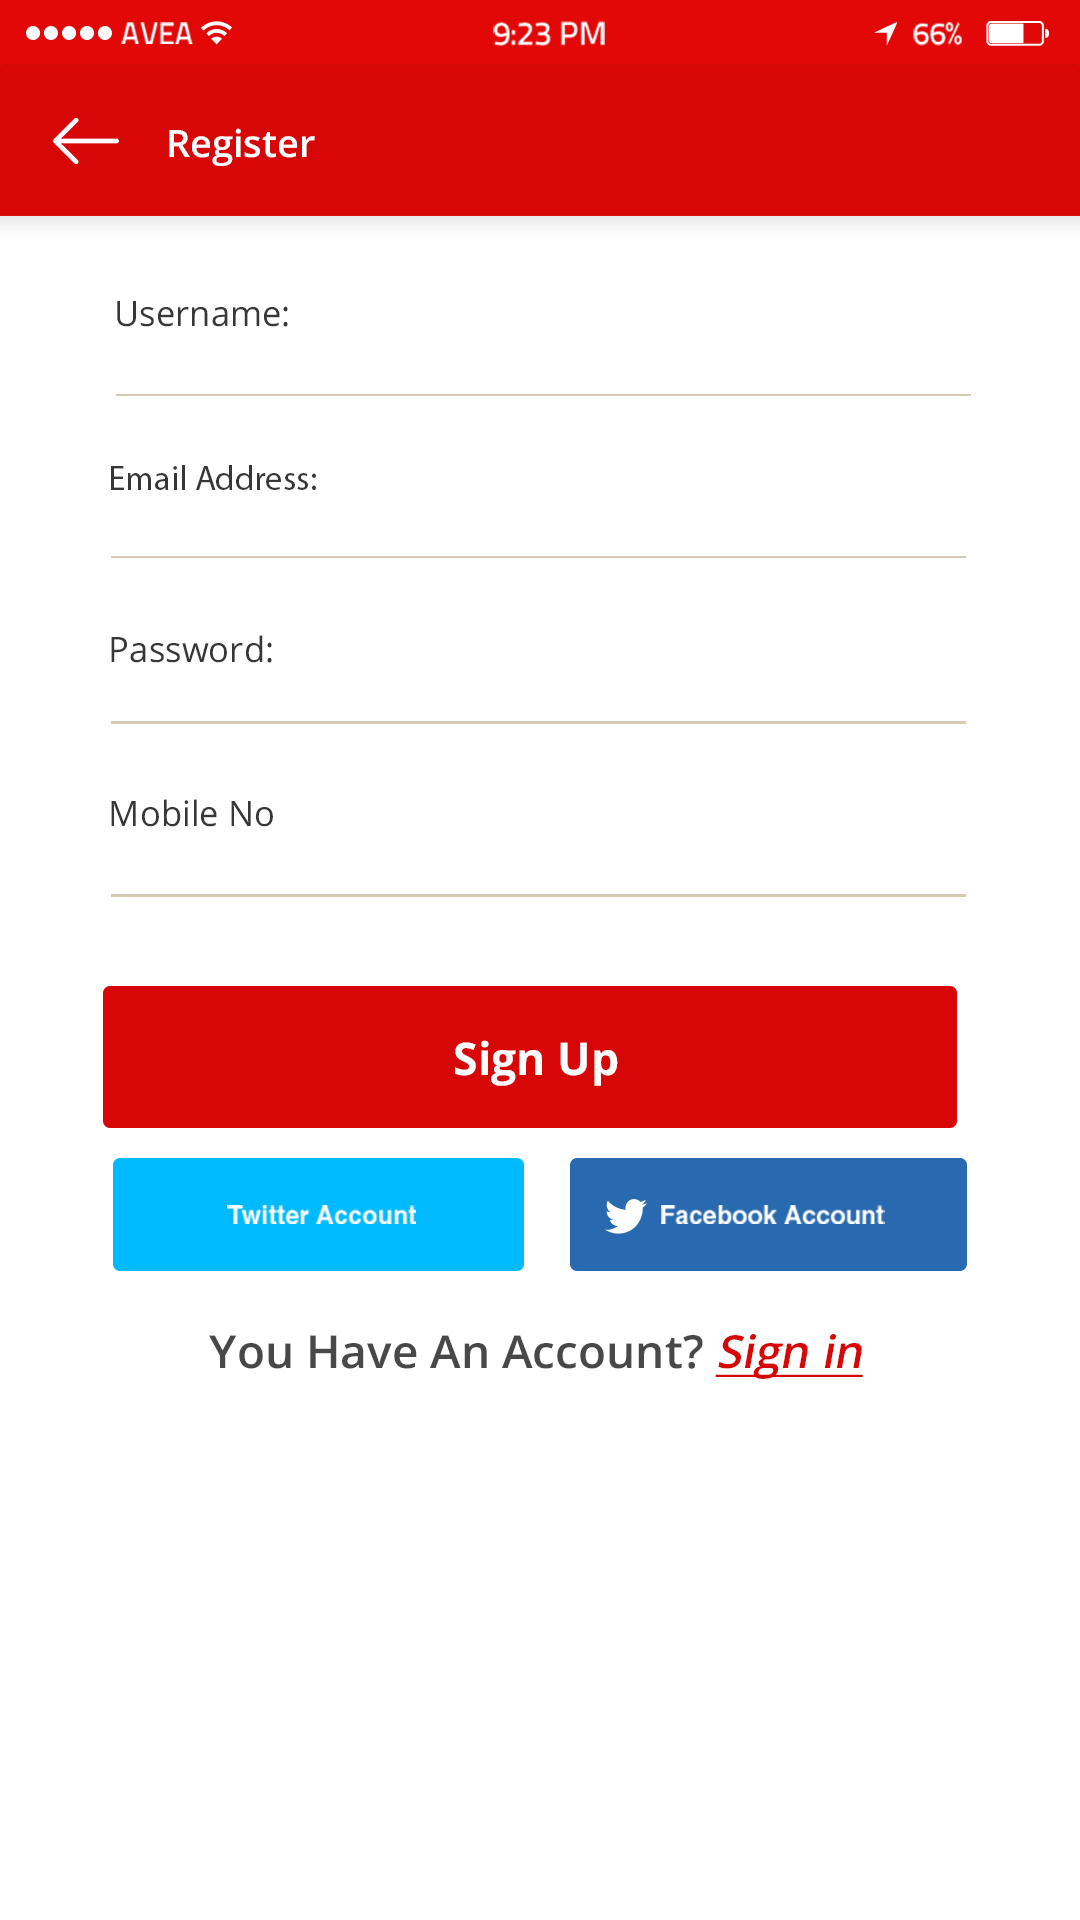 AVEA 9:23 PM 66%
Register
Username:
Email Address:
Password:
Mobile No
Sign Up
Twitter Account Facebook Account
You Have An Account? Sign in